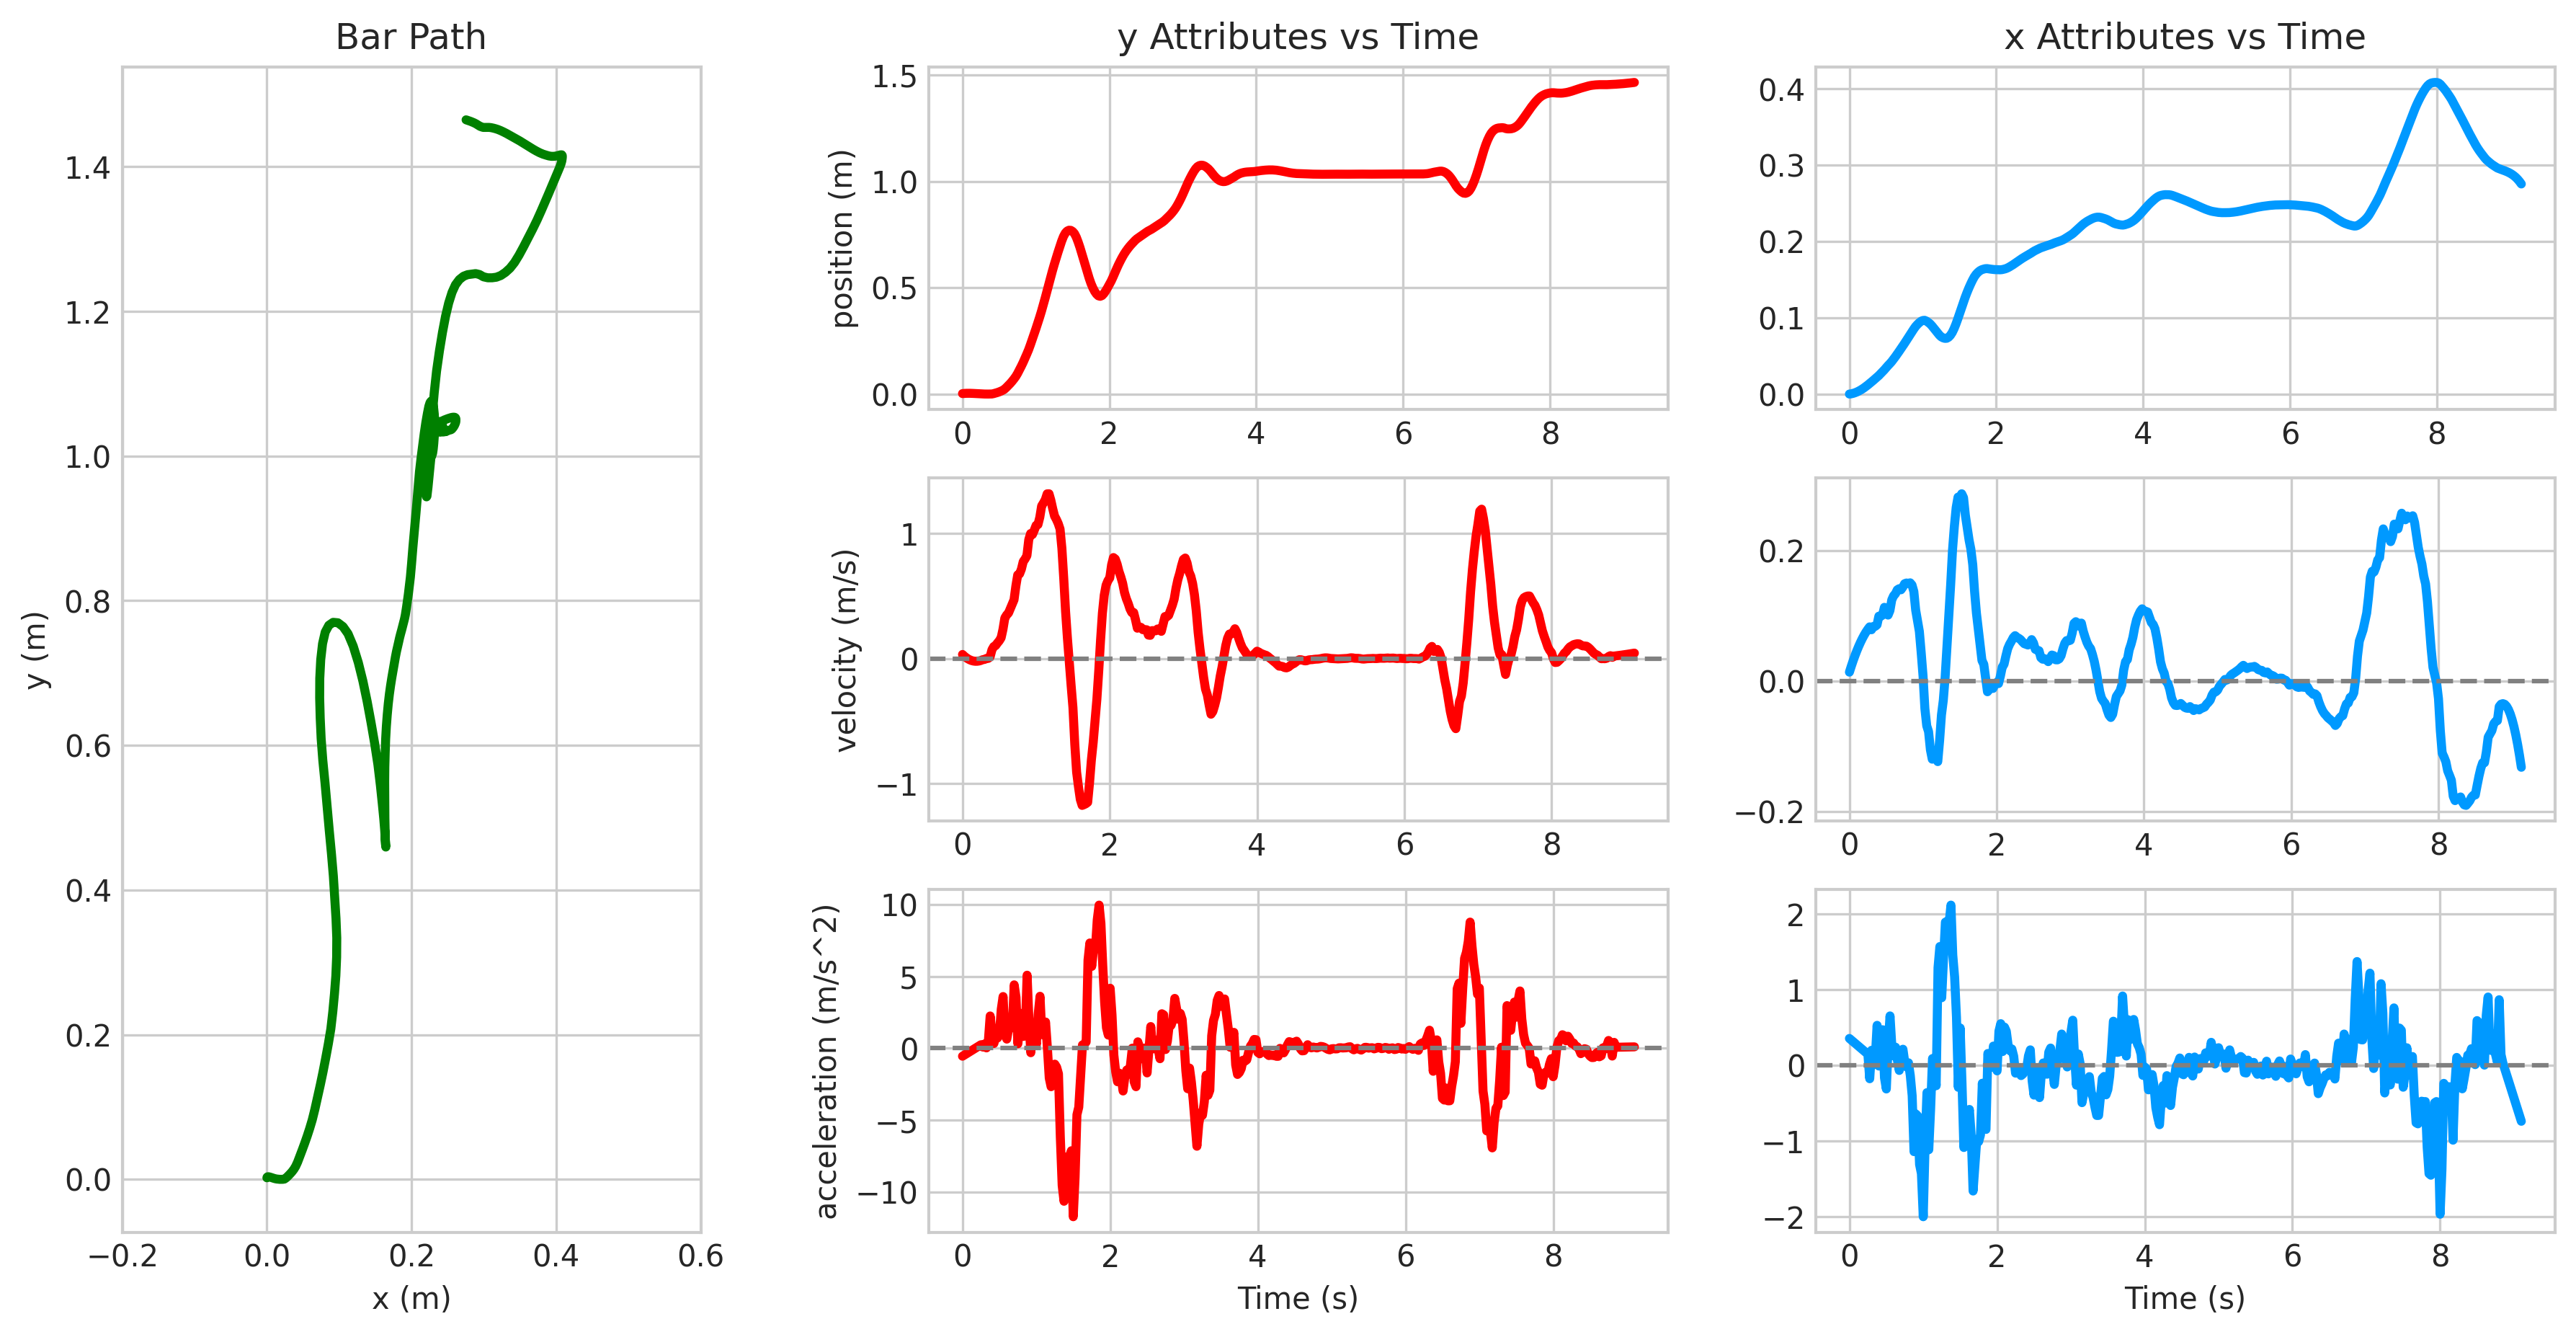 Bar Path
y (m)
1.4
1.2
1.0
0.8
0.6
0.4
0.2
0.0
−0.2 0.0 0.2 0.4 0.6
x (m)
y Attributes vs Time
position (m)
1.5
1.0
0.5
0.0
0 2 4 6 8
velocity (m/s)
1
0
−1
0 2 4 6 8
acceleration (m/s^2)
10
5
0
−5
−10
0 2 4 6 8
Time (s)
x Attributes vs Time
0.4
0.3
0.2
0.1
0.0
0 2 4 6 8
0.2
0.0
−0.2
0 2 4 6 8
2
1
0
−1
−2
0 2 4 6 8
Time (s)